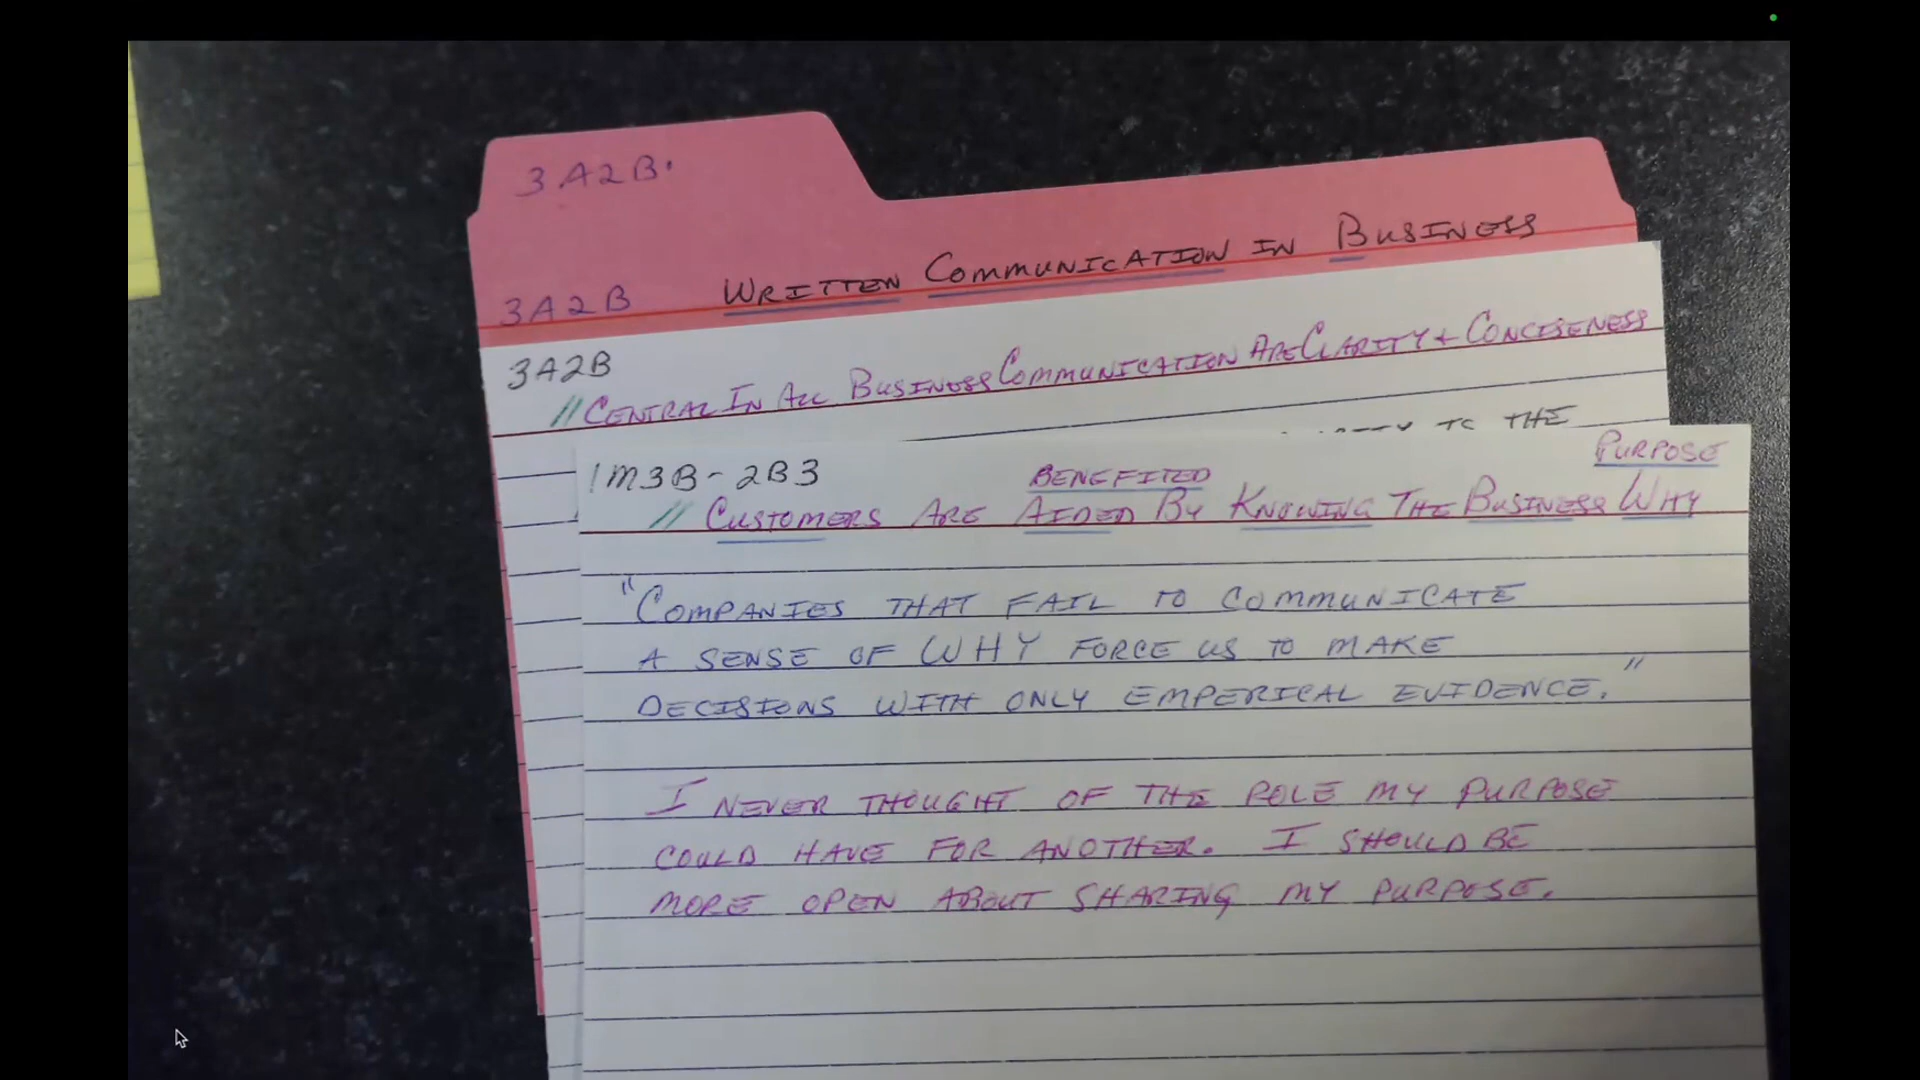 3A2B.
3A2B WRITTEN COMMUNICATION IN BUSINESS
3A2B
// CENTRAL IN ALL BUSINESS COMMUNICATION ARE CLARITY + CONCISENESS
TO THE
PURPOSE
1M3B-2B3 BENEFITED
// CUSTOMERS ARE AIDED BY KNOWING THE BUSINESS WHY
"COMPANIES THAT FAIL TO COMMUNICATE
A SENSE OF WHY FORCE US TO MAKE
DECISIONS WITH ONLY EMPERICAL EVIDENCE."
I NEVER THOUGHT OF THE ROLE MY PURPOSE
COULD HAVE FOR ANOTHER. I SHOULD BE
MORE OPEN ABOUT SHARING MY PURPOSE.